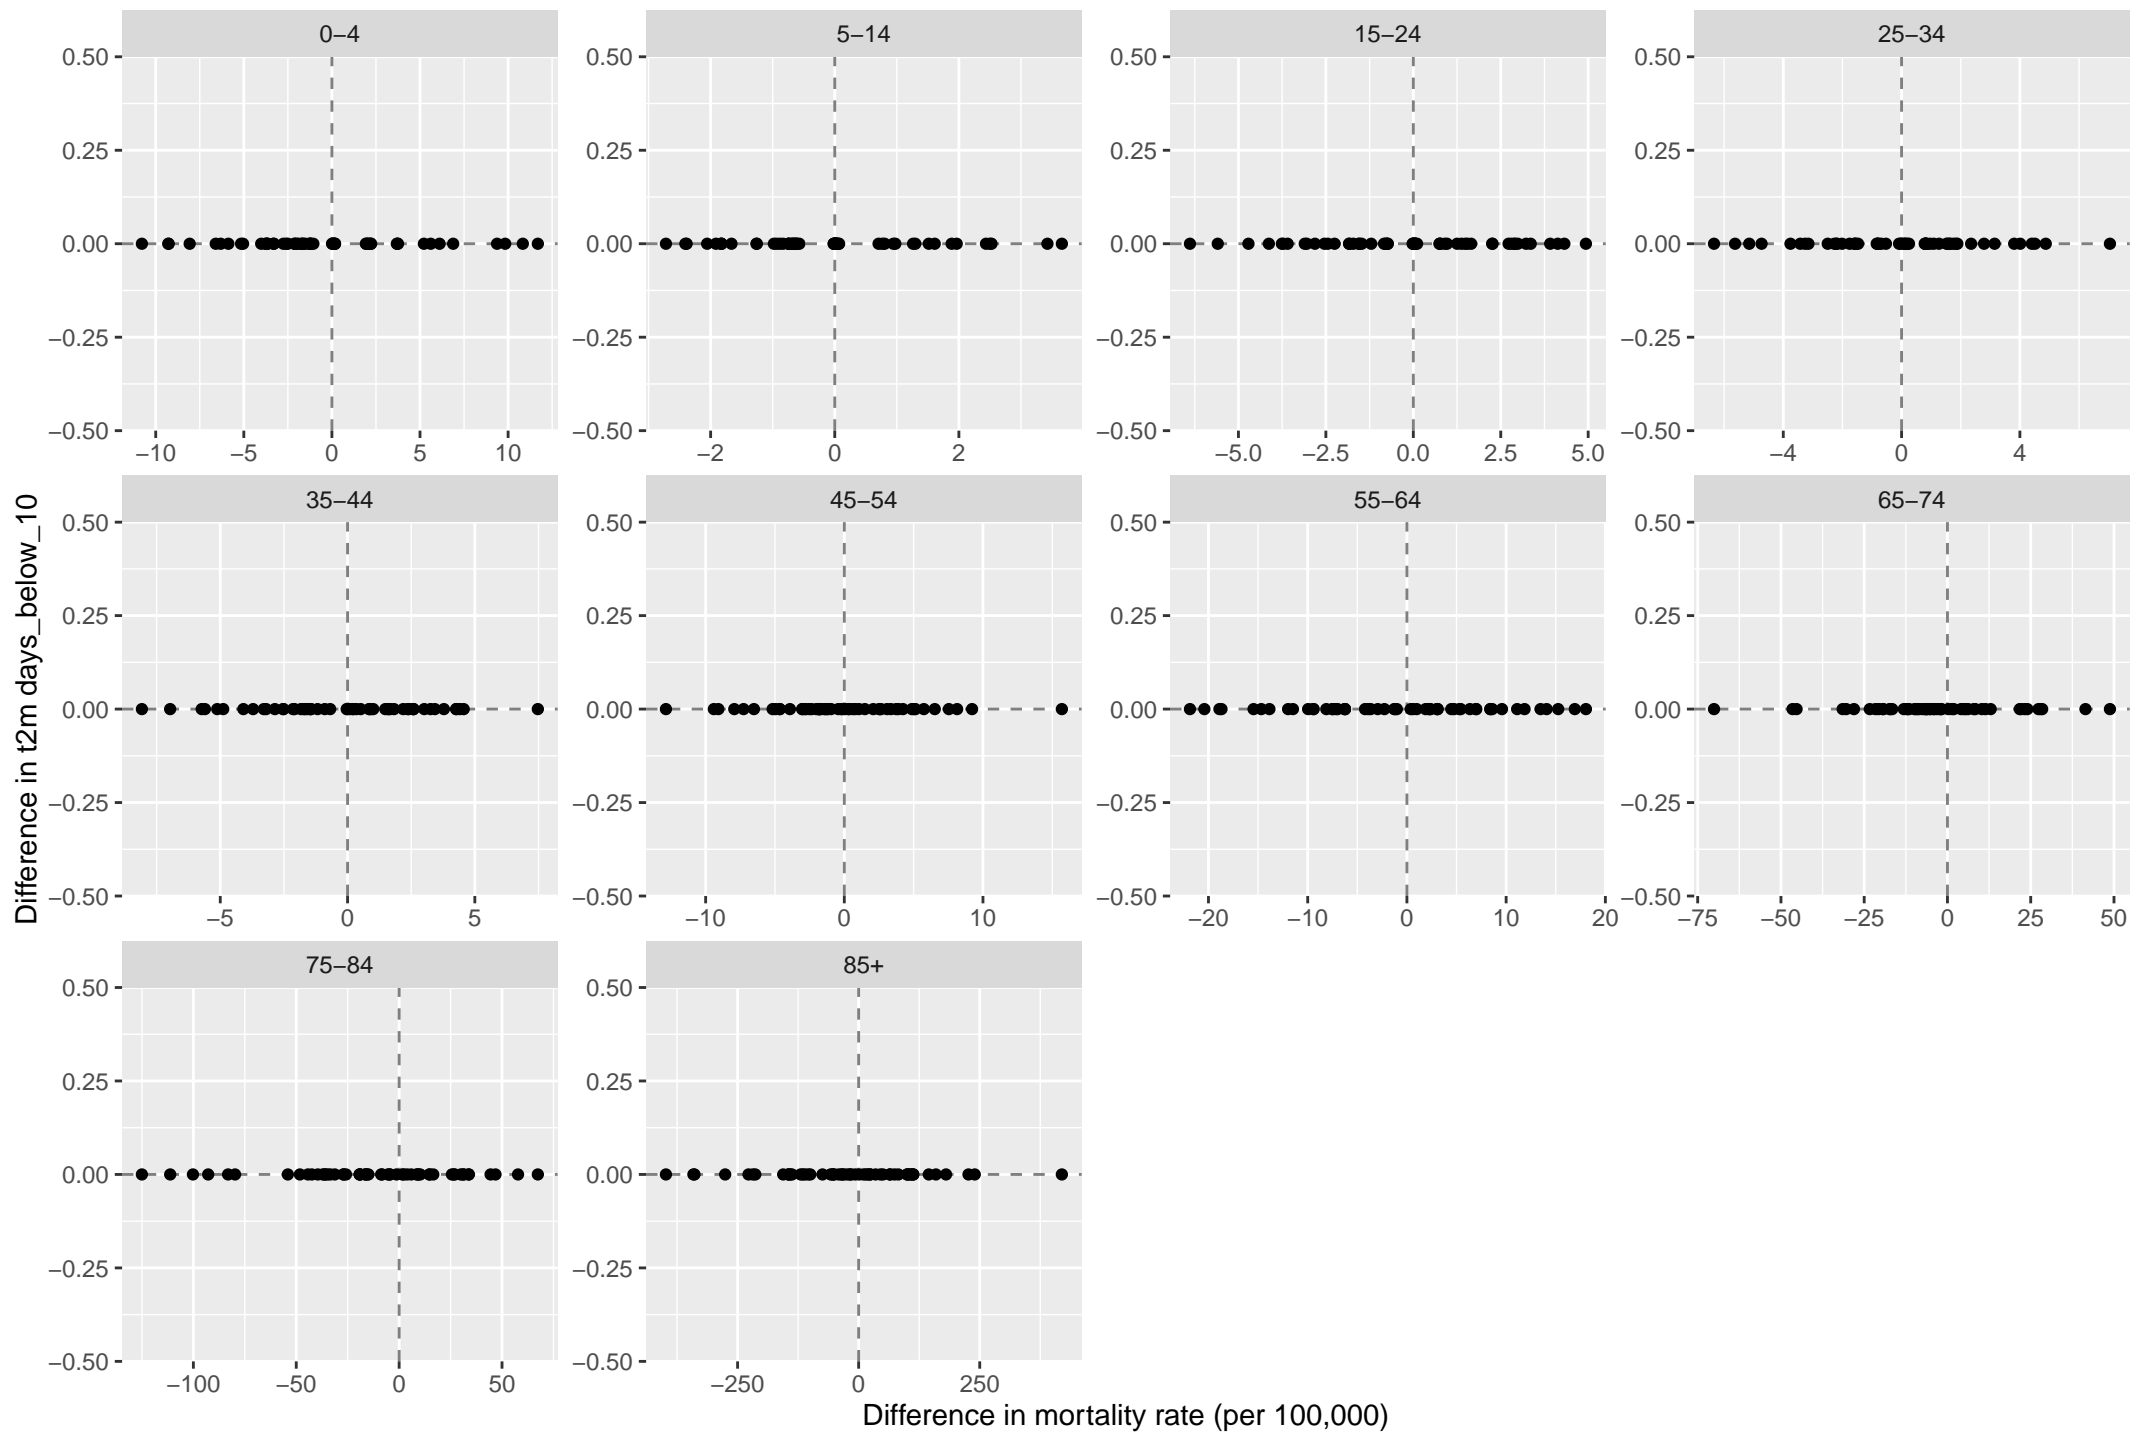 0−4 5−14 15−24 25−34
0.50 0.50 0.50 0.50
0.25 0.25 0.25 0.25
0.00 0.00 0.00 0.00
−0.25 −0.25 −0.25 −0.25
−0.50 −0.50 −0.50 −0.50
−10 −5 0 5 10 −2 0 2 −5.0 −2.5 0.0 2.5 5.0 −4 0 4
35−44 45−54 55−64 65−74
0.50 0.50 0.50 0.50
0.25 0.25 0.25 0.25
0.00 0.00 0.00 0.00
−0.25 −0.25 −0.25 −0.25
−0.50 −0.50 −0.50 −0.50
−5 0 5 −10 0 10 −20 −10 0 10 20 −75 −50 −25 0 25 50
75−84 85+
0.50 0.50
0.25 0.25
0.00 0.00
−0.25 −0.25
−0.50 −0.50
−100 −50 0 50 −250 0 250
Difference in t2m days_below_10
Difference in mortality rate (per 100,000)